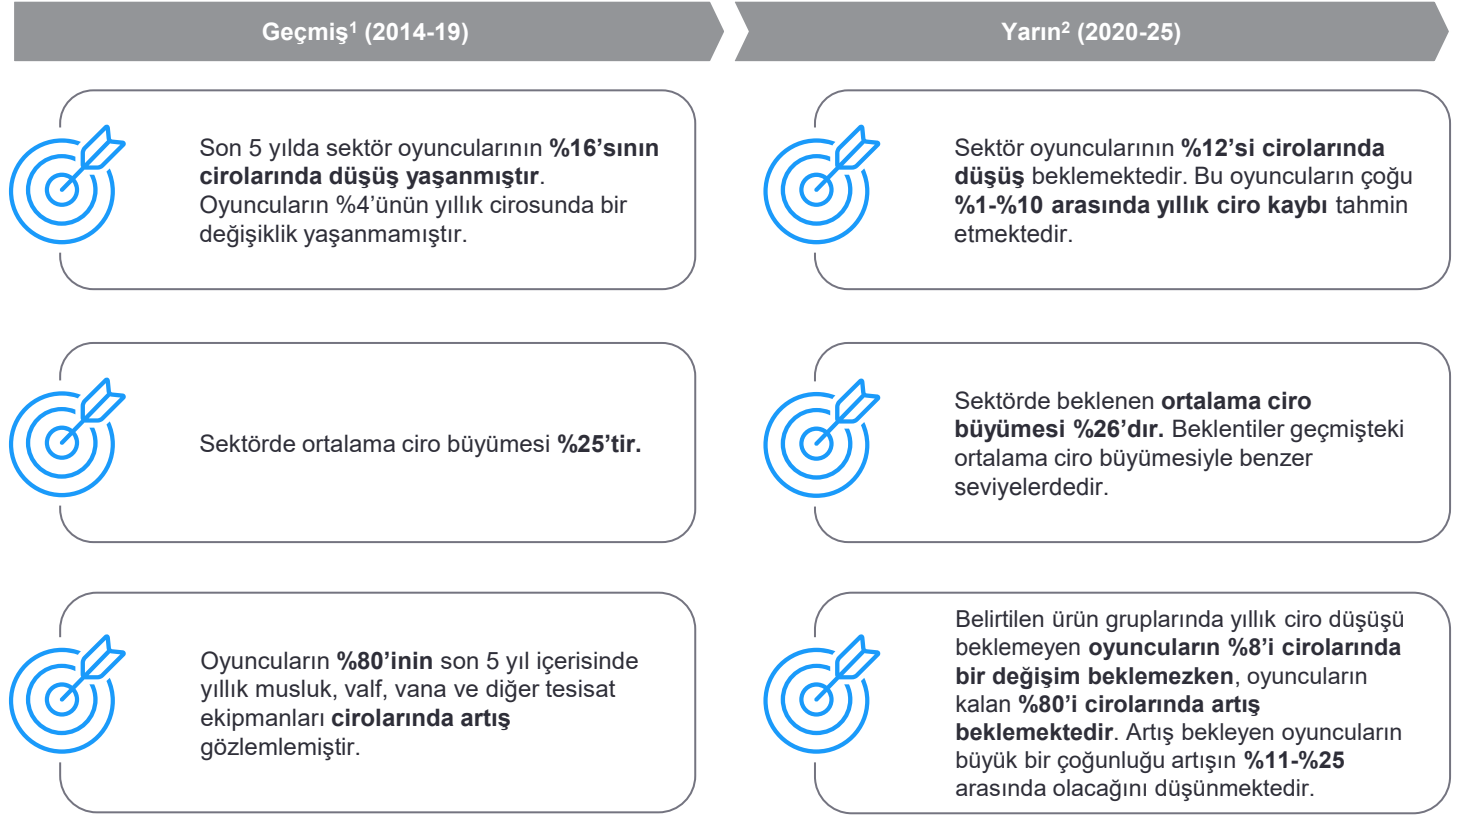 Geçmiş¹ (2014-19)
Yarın² (2020-25)
Son 5 yılda sektör oyuncularının %16’sının
cirolarında düşüş yaşanmıştır.
Oyuncuların %4’ünün yıllık cirosunda bir
değişiklik yaşanmamıştır.
Sektör oyuncularının %12’si cirolarında
düşüş beklemektedir. Bu oyuncuların çoğu
%1-%10 arasında yıllık ciro kaybı tahmin
etmektedir.
Sektörde ortalama ciro büyümesi %25’tir.
Sektörde beklenen ortalama ciro
büyümesi %26’dır. Beklentiler geçmişteki
ortalama ciro büyümesiyle benzer
seviyelerdedir.
Oyuncuların %80’inin son 5 yıl içerisinde
yıllık musluk, valf, vana ve diğer tesisat
ekipmanları cirolarında artış
gözlemlemiştir.
Belirtilen ürün gruplarında yıllık ciro düşüşü
beklemeyen oyuncuların %8’i cirolarında
bir değişim beklemezken, oyuncuların
kalan %80’i cirolarında artış
beklemektedir. Artış bekleyen oyuncuların
büyük bir çoğunluğu artışın %11-%25
arasında olacağını düşünmektedir.